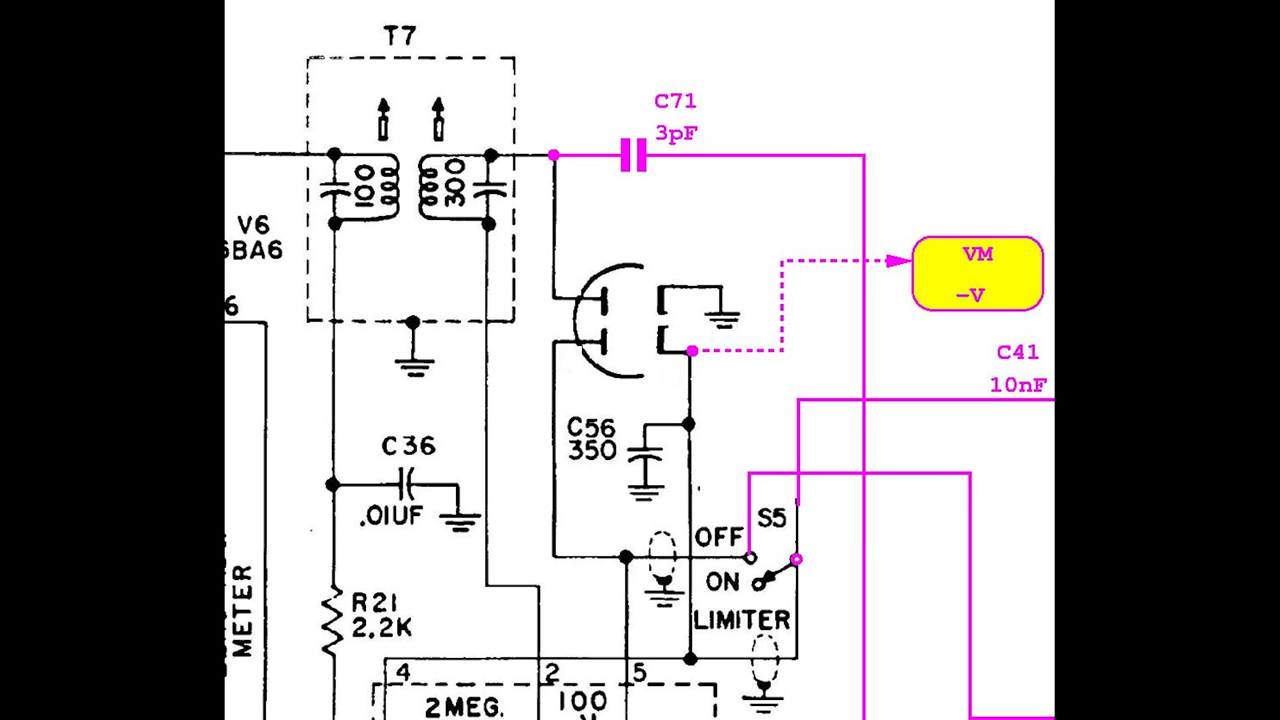 T7
C71
3pF
100
300
V6
6BA6
VM
-V
6
C41
10nF
C56
350
C36
.01UF
S5
OFF
ON
LIMITER
R21
2.2K
METER
4
2
5
2MEG.
100